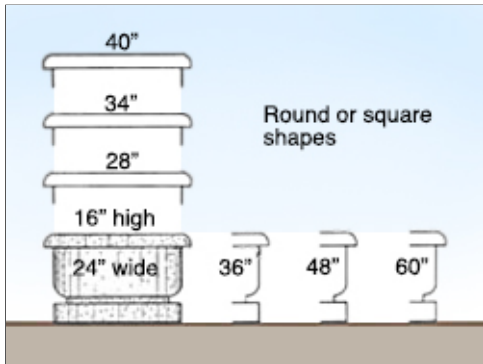 40”
34”
Round or square
shapes
28”
16” high
24” wide
36”
48”
60”